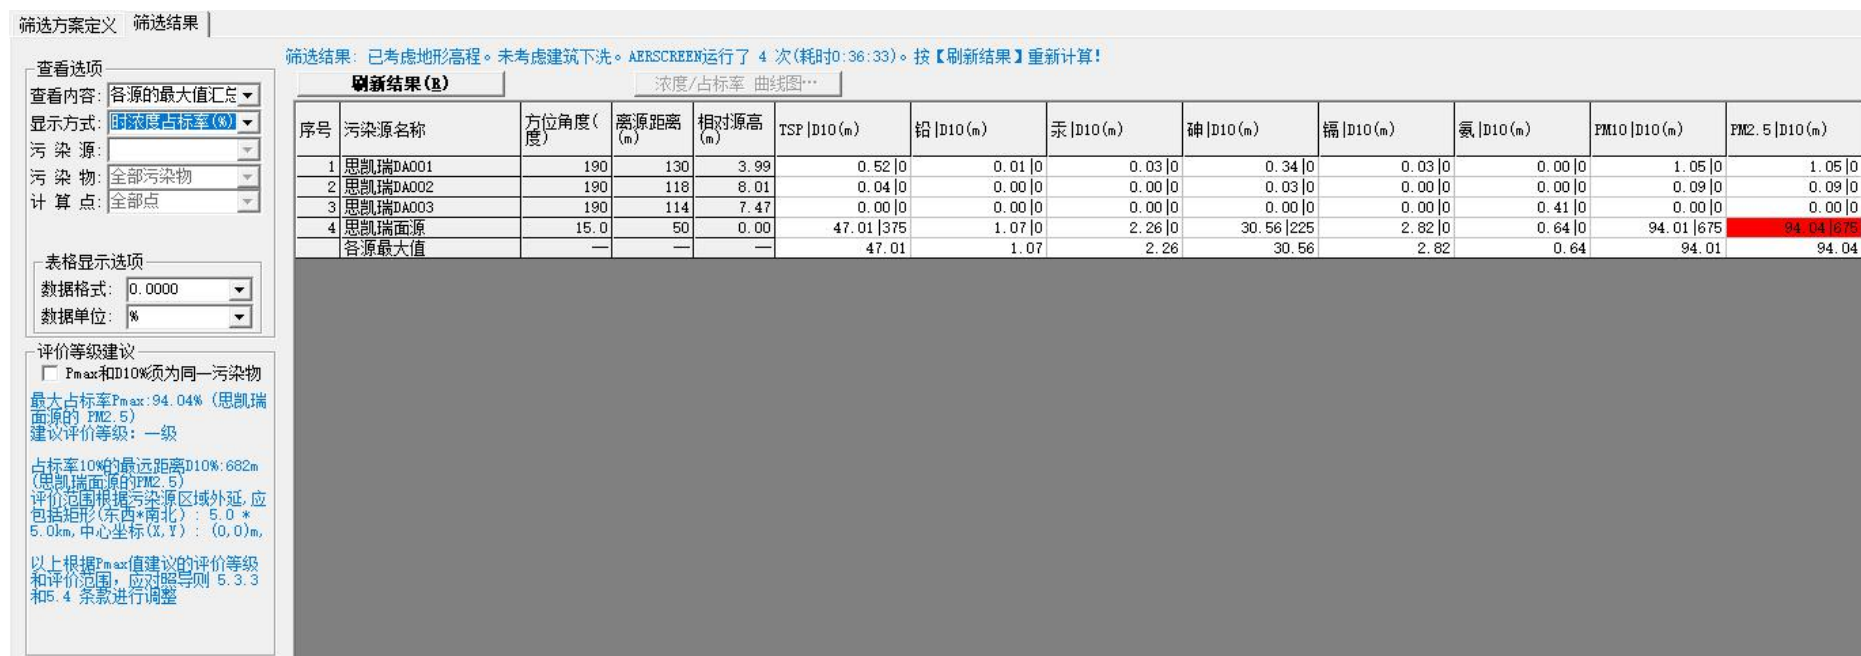 筛选方案定义 筛选结果
筛选结果: 已考虑地形高程。未考虑建筑下洗。AERSCREEN运行了 4 次(耗时0:36:33)。按【刷新结果】重新计算!
刷新结果(R) 浓度/占标率 曲线图…
查看选项
查看内容: 各源的最大值汇总
显示方式: 时浓度占标率(%)
污 染 源:
污 染 物: 全部污染物
计 算 点: 全部点
表格显示选项
数据格式: 0.0000
数据单位: %
评价等级建议
Pmax和D10%须为同一污染物
最大占标率Pmax:94.04% (思凯瑞
面源的 PM2.5)
建议评价等级: 一级
占标率10%的最远距离D10%:682m
(思凯瑞面源的PM2.5)
评价范围根据污染源区域外延,应
包括矩形(东西*南北) : 5.0 *
5.0km,中心坐标(X,Y) : (0,0)m,
以上根据Pmax值建议的评价等级
和评价范围,应对照导则 5.3.3
和5.4 条款进行调整
序号 污染源名称 方位角度(度) 离源距离(m) 相对源高(m) TSP|D10(m) 铅|D10(m) 汞|D10(m) 砷|D10(m) 镉|D10(m) 氨|D10(m) PM10|D10(m) PM2.5|D10(m)
1 思凯瑞DA001 190 130 3.99 0.52|0 0.01|0 0.03|0 0.34|0 0.03|0 0.00|0 1.05|0 1.05|0
2 思凯瑞DA002 190 118 8.01 0.04|0 0.00|0 0.00|0 0.03|0 0.00|0 0.00|0 0.09|0 0.09|0
3 思凯瑞DA003 190 114 7.47 0.00|0 0.00|0 0.00|0 0.00|0 0.00|0 0.41|0 0.00|0 0.00|0
4 思凯瑞面源 15.0 50 0.00 47.01|375 1.07|0 2.26|0 30.56|225 2.82|0 0.64|0 94.01|675 94.04|675
各源最大值 — — — 47.01 1.07 2.26 30.56 2.82 0.64 94.01 94.04